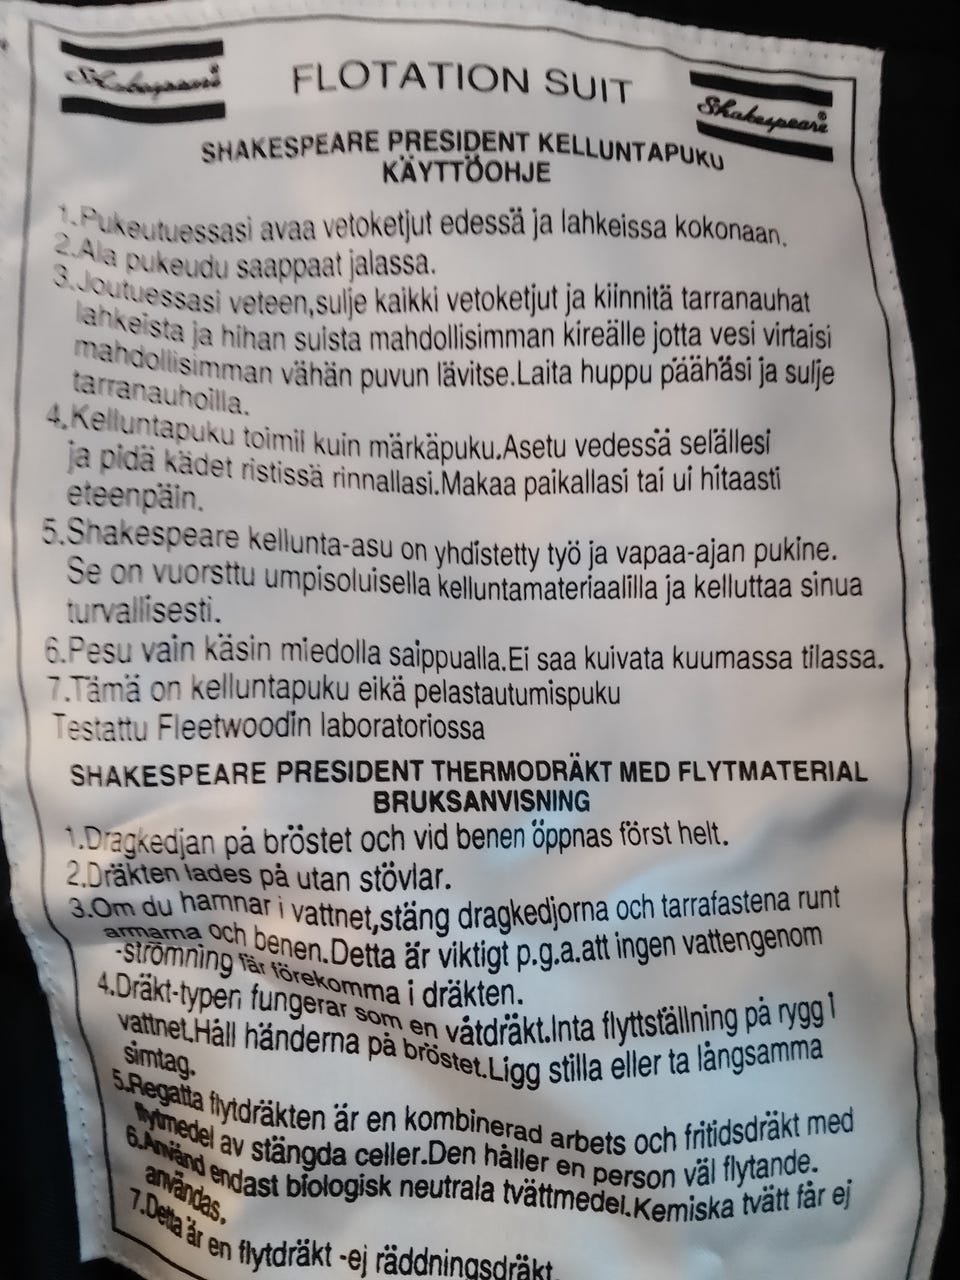 Shakespeare®
FLOTATION SUIT
Shakespeare®
SHAKESPEARE PRESIDENT KELLUNTAPUKU
KÄYTTÖOHJE
1.Pukeutuessasi avaa vetoketjut edessä ja lahkeissa kokonaan.
2.Ala pukeudu saappaat jalassa.
3.Joutuessasi veteen,sulje kaikki vetoketjut ja kiinnitä tarranauhat
lahkeista ja hihan suista mahdollisimman kireälle jotta vesi virtaisi
mahdollisimman vähän puvun lävitse.Laita huppu päähäsi ja sulje
tarranauhoilla.
4.Kelluntapuku toimii kuin märkäpuku.Asetu vedessä selällesi
ja pidä kädet ristissä rinnallasi.Makaa paikallasi tai ui hitaasti
eteenpäin.
5.Shakespeare kellunta-asu on yhdistetty työ ja vapaa-ajan pukine.
Se on vuorsttu umpisoluisella kelluntamateriaalilla ja kelluttaa sinua
turvallisesti.
6.Pesu vain käsin miedolla saippualla.Ei saa kuivata kuumassa tilassa.
7.Tämä on kelluntapuku eikä pelastautumispuku
Testattu Fleetwoodin laboratoriossa
SHAKESPEARE PRESIDENT THERMODRÄKT MED FLYTMATERIAL
BRUKSANVISNING
1.Dragkedjan på bröstet och vid benen öppnas först helt.
2.Dräkten lades på utan stövlar.
3.Om du hamnar i vattnet,stäng dragkedjorna och tarrafastena runt
armarna och benen.Detta är viktigt p.g.a.att ingen vattengenom
-strömning får förekomma i dräkten.
4.Dräkt-typen fungerar som en våtdräkt.Inta flyttställning på rygg i
vattnet.Håll händerna på bröstet.Ligg stilla eller ta långsamma
simtag.
5.Regatta flytdräkten är en kombinerad arbets och fritidsdräkt med
flytmedel av stängda celler.Den håller en person väl flytande.
6.Använd endast biologisk neutrala tvättmedel.Kemiska tvätt får ej
användas.
7.Detta är en flytdräkt -ej räddningsdräkt.